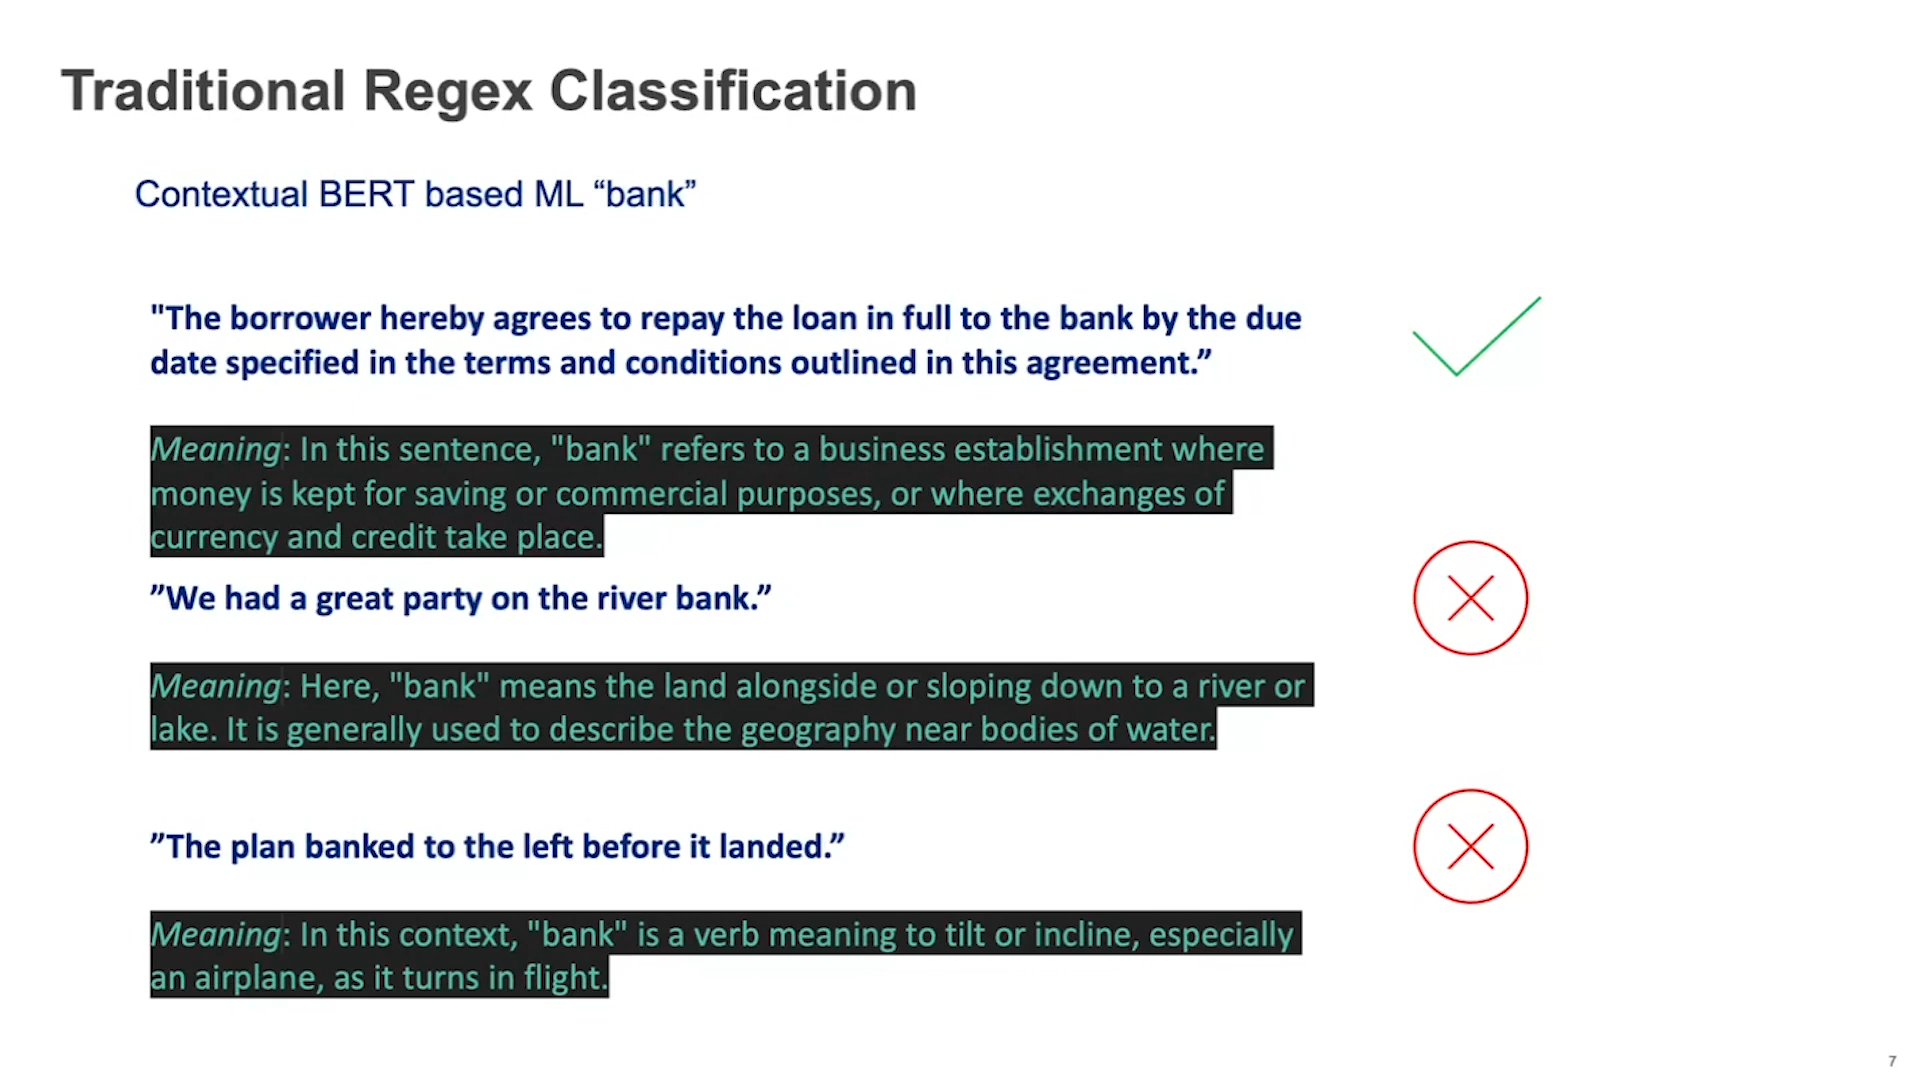 Traditional Regex Classification
Contextual BERT based ML “bank”
"The borrower hereby agrees to repay the loan in full to the bank by the due
date specified in the terms and conditions outlined in this agreement.”
Meaning: In this sentence, "bank" refers to a business establishment where
money is kept for saving or commercial purposes, or where exchanges of
currency and credit take place.
”We had a great party on the river bank.”
Meaning: Here, "bank" means the land alongside or sloping down to a river or
lake. It is generally used to describe the geography near bodies of water.
”The plan banked to the left before it landed.”
Meaning: In this context, "bank" is a verb meaning to tilt or incline, especially
an airplane, as it turns in flight.
7